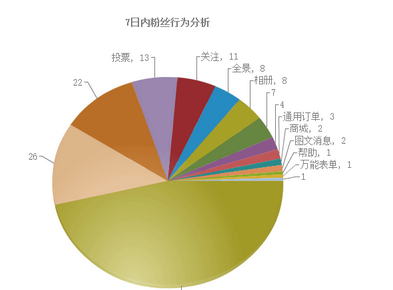 7日内粉丝行为分析
投票, 13
关注, 11
全景, 8
相册, 8
22
7
4
通用订单, 3
商城, 2
图文消息, 2
26
帮助, 1
万能表单, 1
1